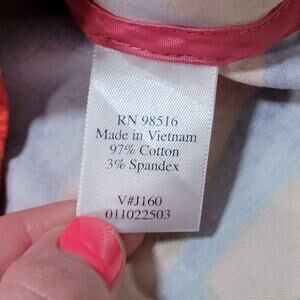 RN 98516
Made in Vietnam
97% Cotton
3% Spandex
V#J160
011022503